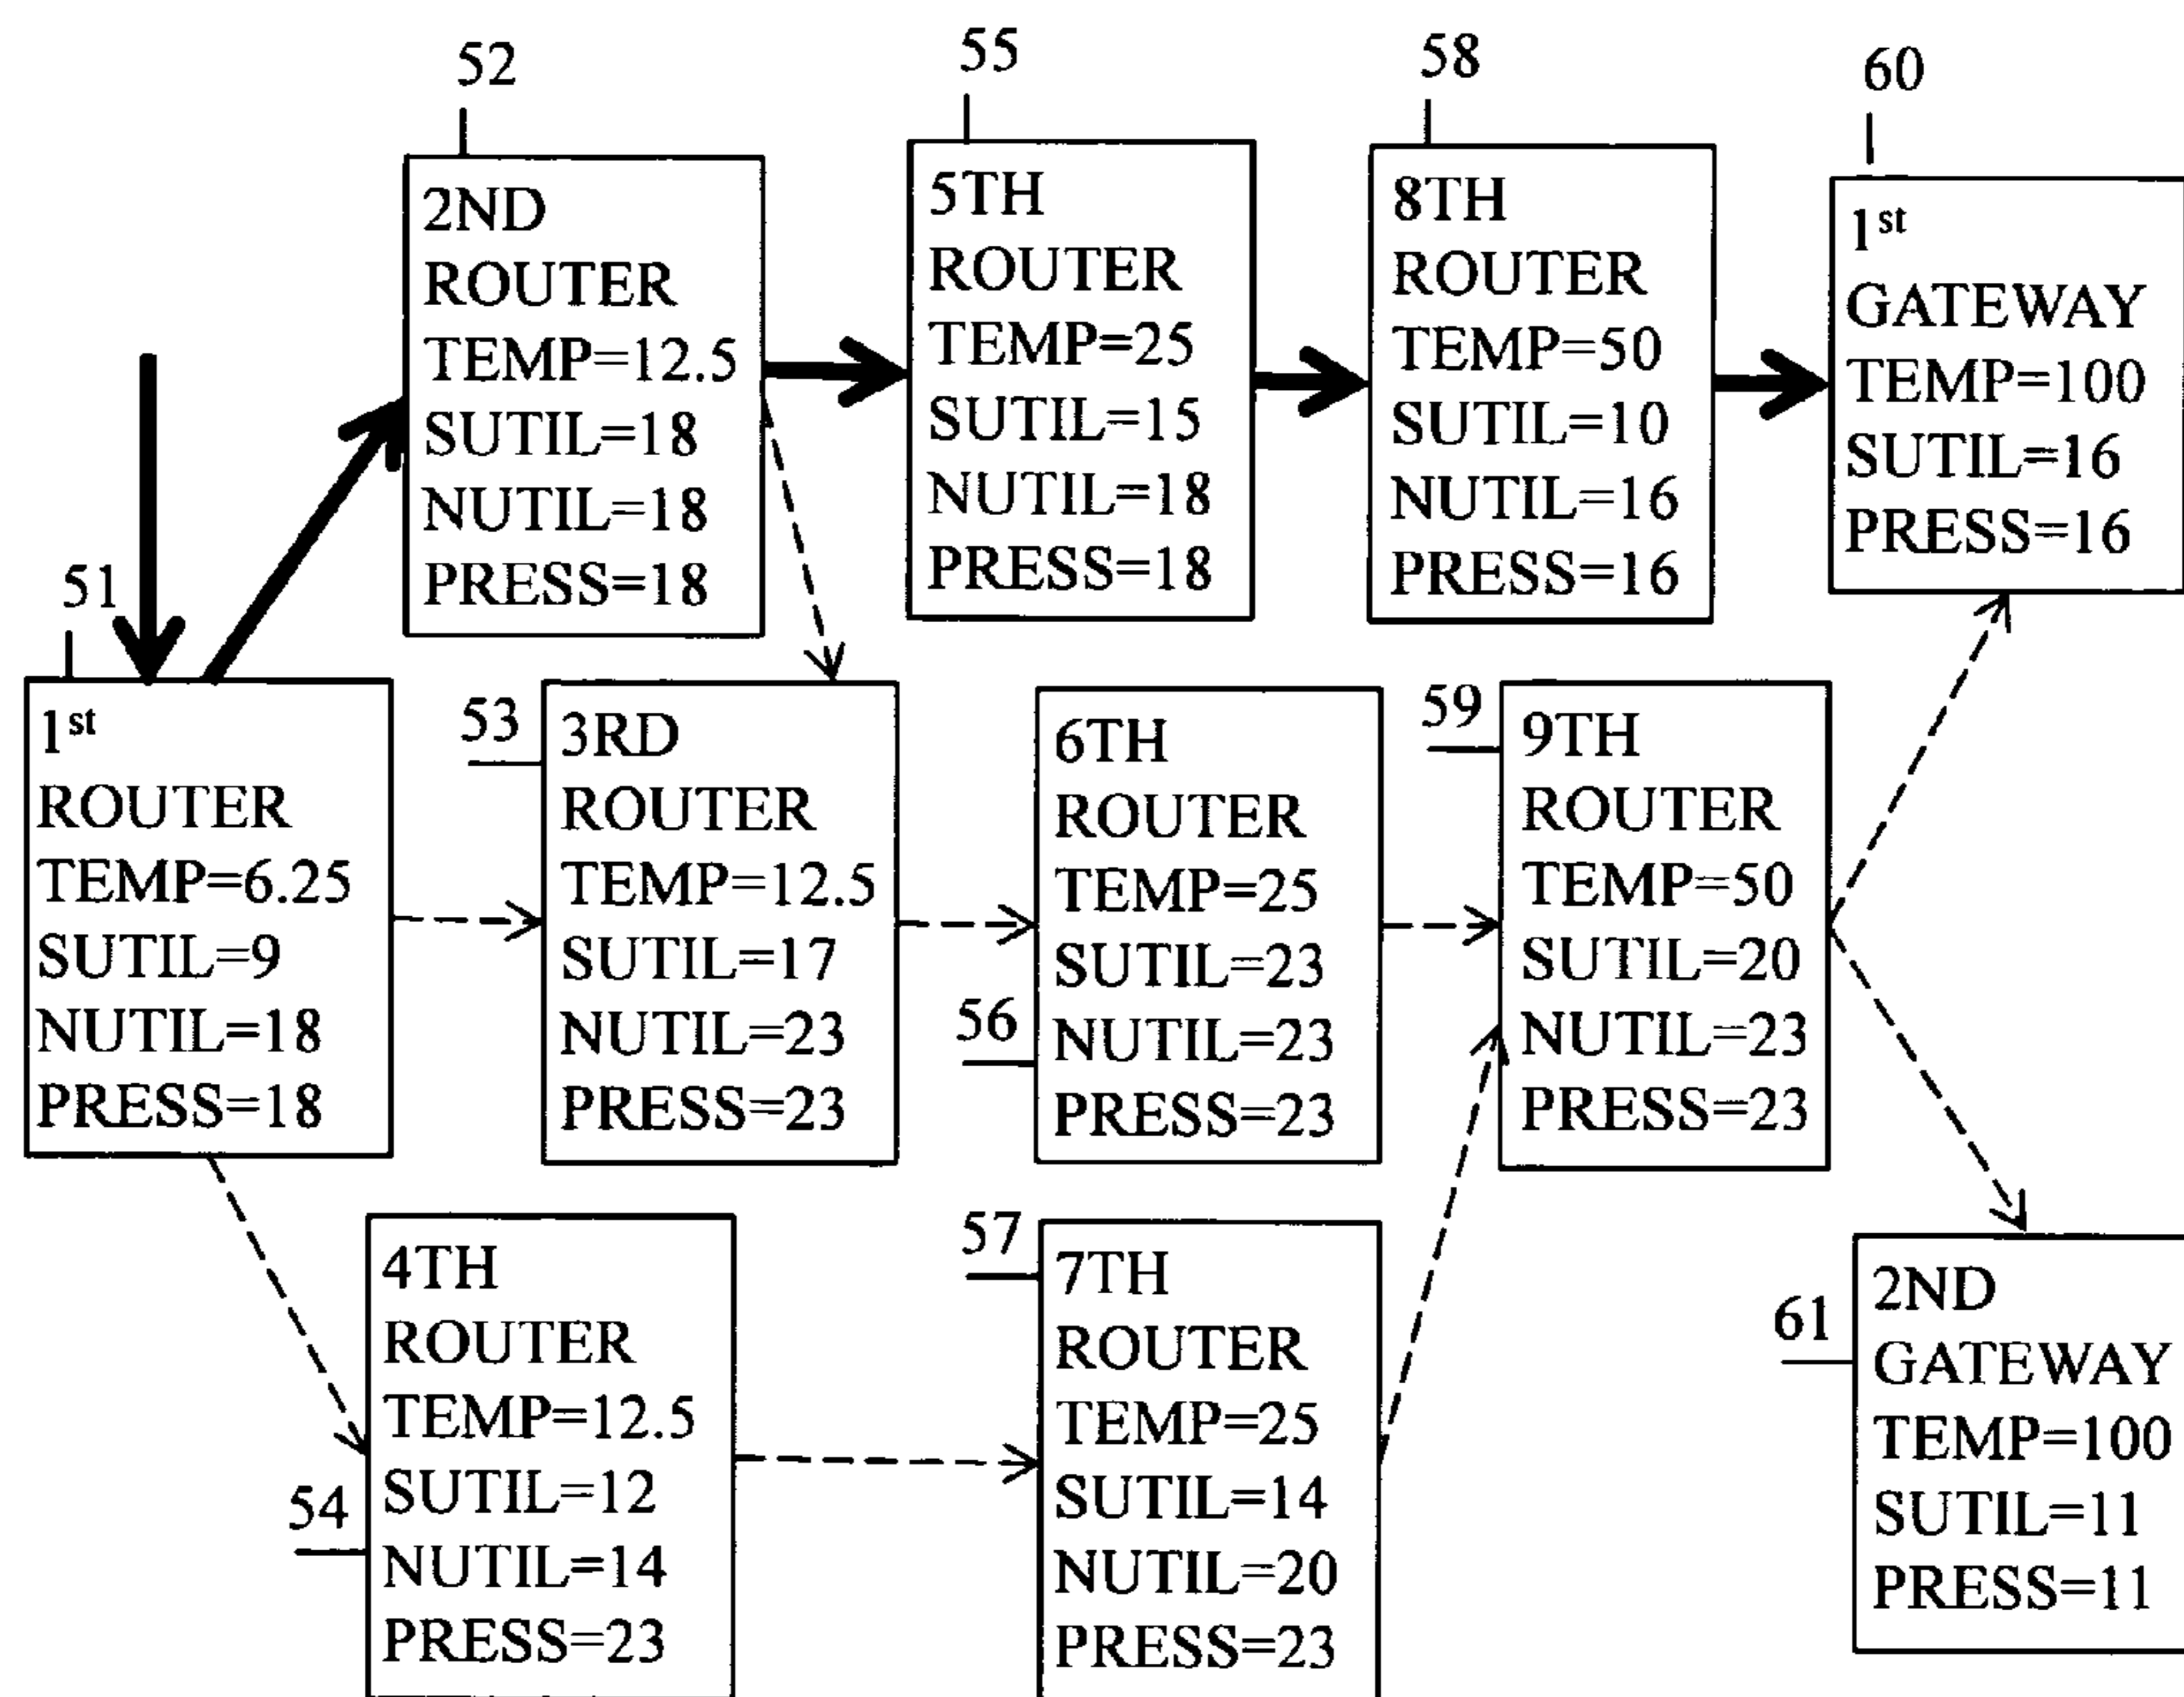 52
2ND
ROUTER
TEMP=12.5
SUTIL=18
NUTIL=18
PRESS=18
55
5TH
ROUTER
TEMP=25
SUTIL=15
NUTIL=18
PRESS=18
58
8TH
ROUTER
TEMP=50
SUTIL=10
NUTIL=16
PRESS=16
60
1st
GATEWAY
TEMP=100
SUTIL=16
PRESS=16
51
1st
ROUTER
TEMP=6.25
SUTIL=9
NUTIL=18
PRESS=18
53
3RD
ROUTER
TEMP=12.5
SUTIL=17
NUTIL=23
PRESS=23
56
6TH
ROUTER
TEMP=25
SUTIL=23
NUTIL=23
PRESS=23
59
9TH
ROUTER
TEMP=50
SUTIL=20
NUTIL=23
PRESS=23
54
4TH
ROUTER
TEMP=12.5
SUTIL=12
NUTIL=14
PRESS=23
57
7TH
ROUTER
TEMP=25
SUTIL=14
NUTIL=20
PRESS=23
61
2ND
GATEWAY
TEMP=100
SUTIL=11
PRESS=11